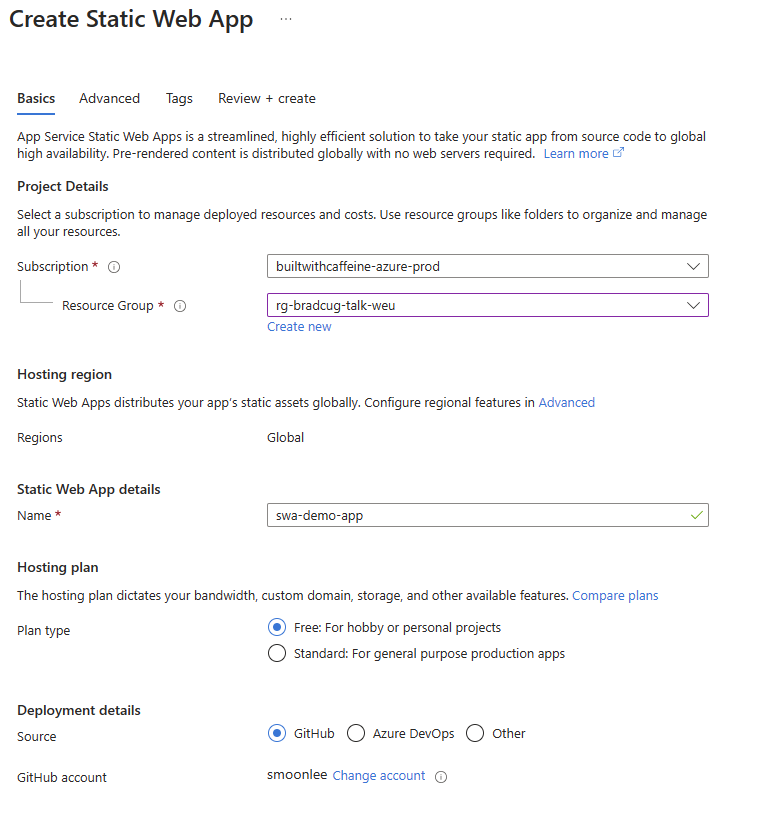 Create Static Web App ...
Basics Advanced Tags Review + create
App Service Static Web Apps is a streamlined, highly efficient solution to take your static app from source code to global
high availability. Pre-rendered content is distributed globally with no web servers required. Learn more
Project Details
Select a subscription to manage deployed resources and costs. Use resource groups like folders to organize and manage
all your resources.
Subscription * builtwithcaffeine-azure-prod
Resource Group * rg-bradcug-talk-weu
Create new
Hosting region
Static Web Apps distributes your app's static assets globally. Configure regional features in Advanced
Regions Global
Static Web App details
Name * swa-demo-app
Hosting plan
The hosting plan dictates your bandwidth, custom domain, storage, and other available features. Compare plans
Plan type Free: For hobby or personal projects
Standard: For general purpose production apps
Deployment details
Source GitHub Azure DevOps Other
GitHub account smoonlee Change account